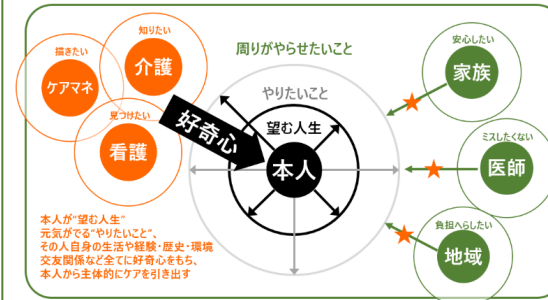 知りたい
介護
描きたい
ケアマネ
見つけたい
看護
好奇心
周りがやらせたいこと
やりたいこと
望む人生
本人
安心したい
家族
ミスしたくない
医師
負担へらしたい
地域
本人が“望む人生”
元気がでる“やりたいこと”、
その人自身の生活や経験・歴史・環境
交友関係など全てに好奇心をもち、
本人から主体的にケアを引き出す